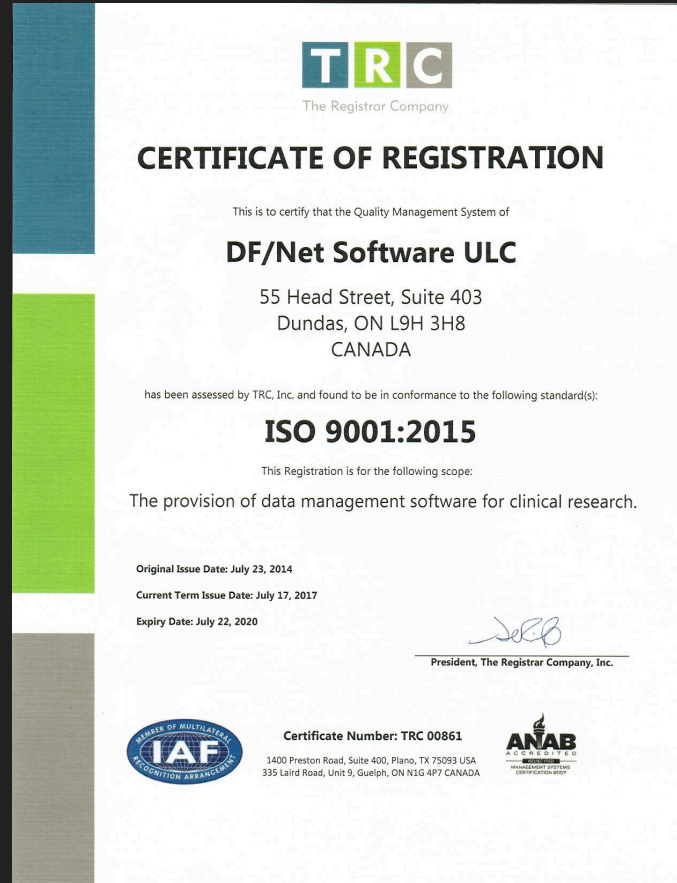 TRC
The Registrar Company
CERTIFICATE OF REGISTRATION
This is to certify that the Quality Management System of
DF/Net Software ULC
55 Head Street, Suite 403
Dundas, ON L9H 3H8
CANADA
has been assessed by TRC, Inc. and found to be in conformance to the following standard(s):
ISO 9001:2015
This Registration is for the following scope:
The provision of data management software for clinical research.
Original Issue Date: July 23, 2014
Current Term Issue Date: July 17, 2017
Expiry Date: July 22, 2020
President, The Registrar Company, Inc.
MEMBER OF MULTILATERAL
IAF
RECOGNITION ARRANGEMENT
Certificate Number: TRC 00861
1400 Preston Road, Suite 400, Plano, TX 75093 USA
335 Laird Road, Unit 9, Guelph, ON N1G 4P7 CANADA
ANAB
ACCREDITED
MANAGEMENT SYSTEMS